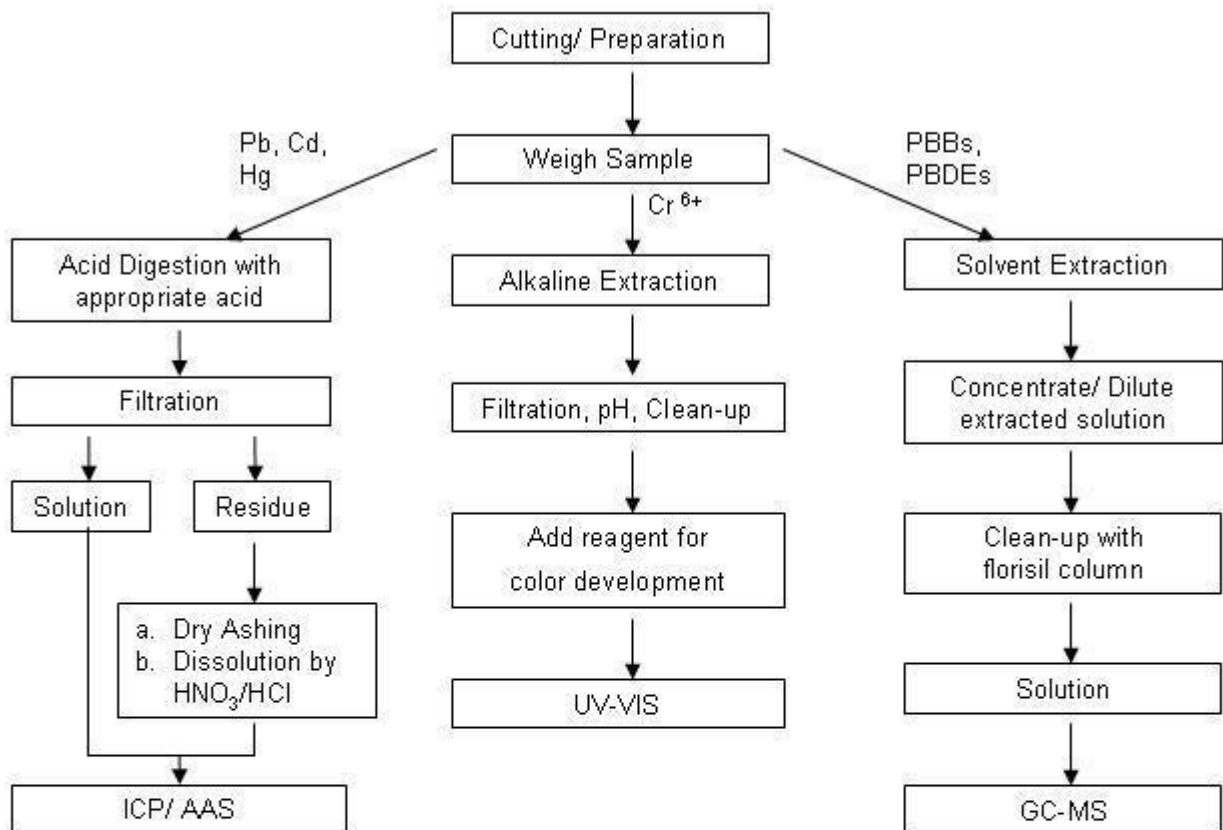 Cutting/ Preparation
Weigh Sample
Pb, Cd,
Hg
Cr 6+
PBBs,
PBDEs
Acid Digestion with
appropriate acid
Alkaline Extraction
Solvent Extraction
Filtration
Filtration, pH, Clean-up
Concentrate/ Dilute
extracted solution
Solution
Residue
Add reagent for
color development
Clean-up with
florisil column
a. Dry Ashing
b. Dissolution by
HNO3/HCl
UV-VIS
Solution
ICP/ AAS
GC-MS